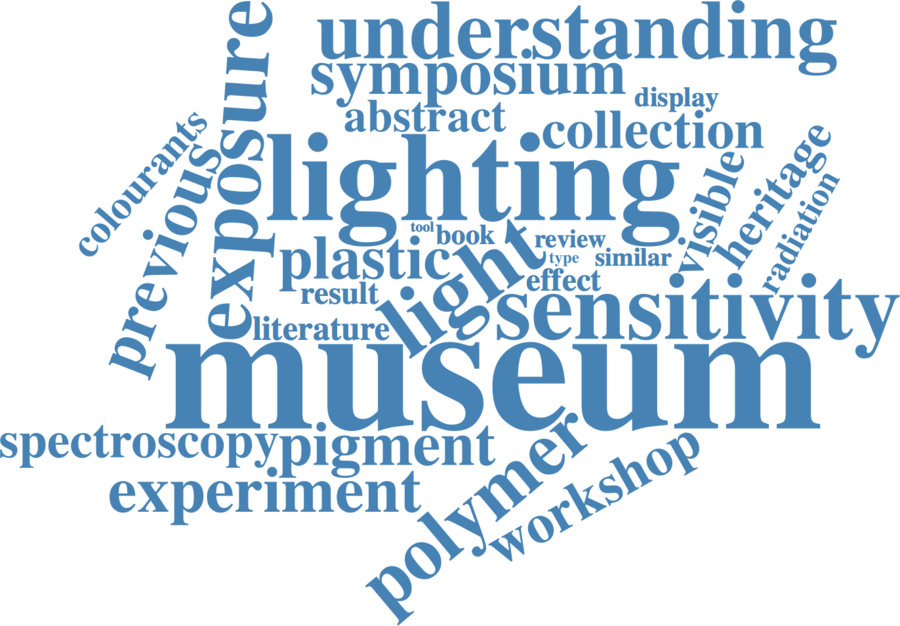 understanding
symposium
display
abstract
collection
exposure
colourants
previous
lighting
visible
heritage
radiation
tool
book
review
plastic
light
type
similar
result
effect
literature
sensitivity
museum
spectroscopy
pigment
experiment
polymer
workshop